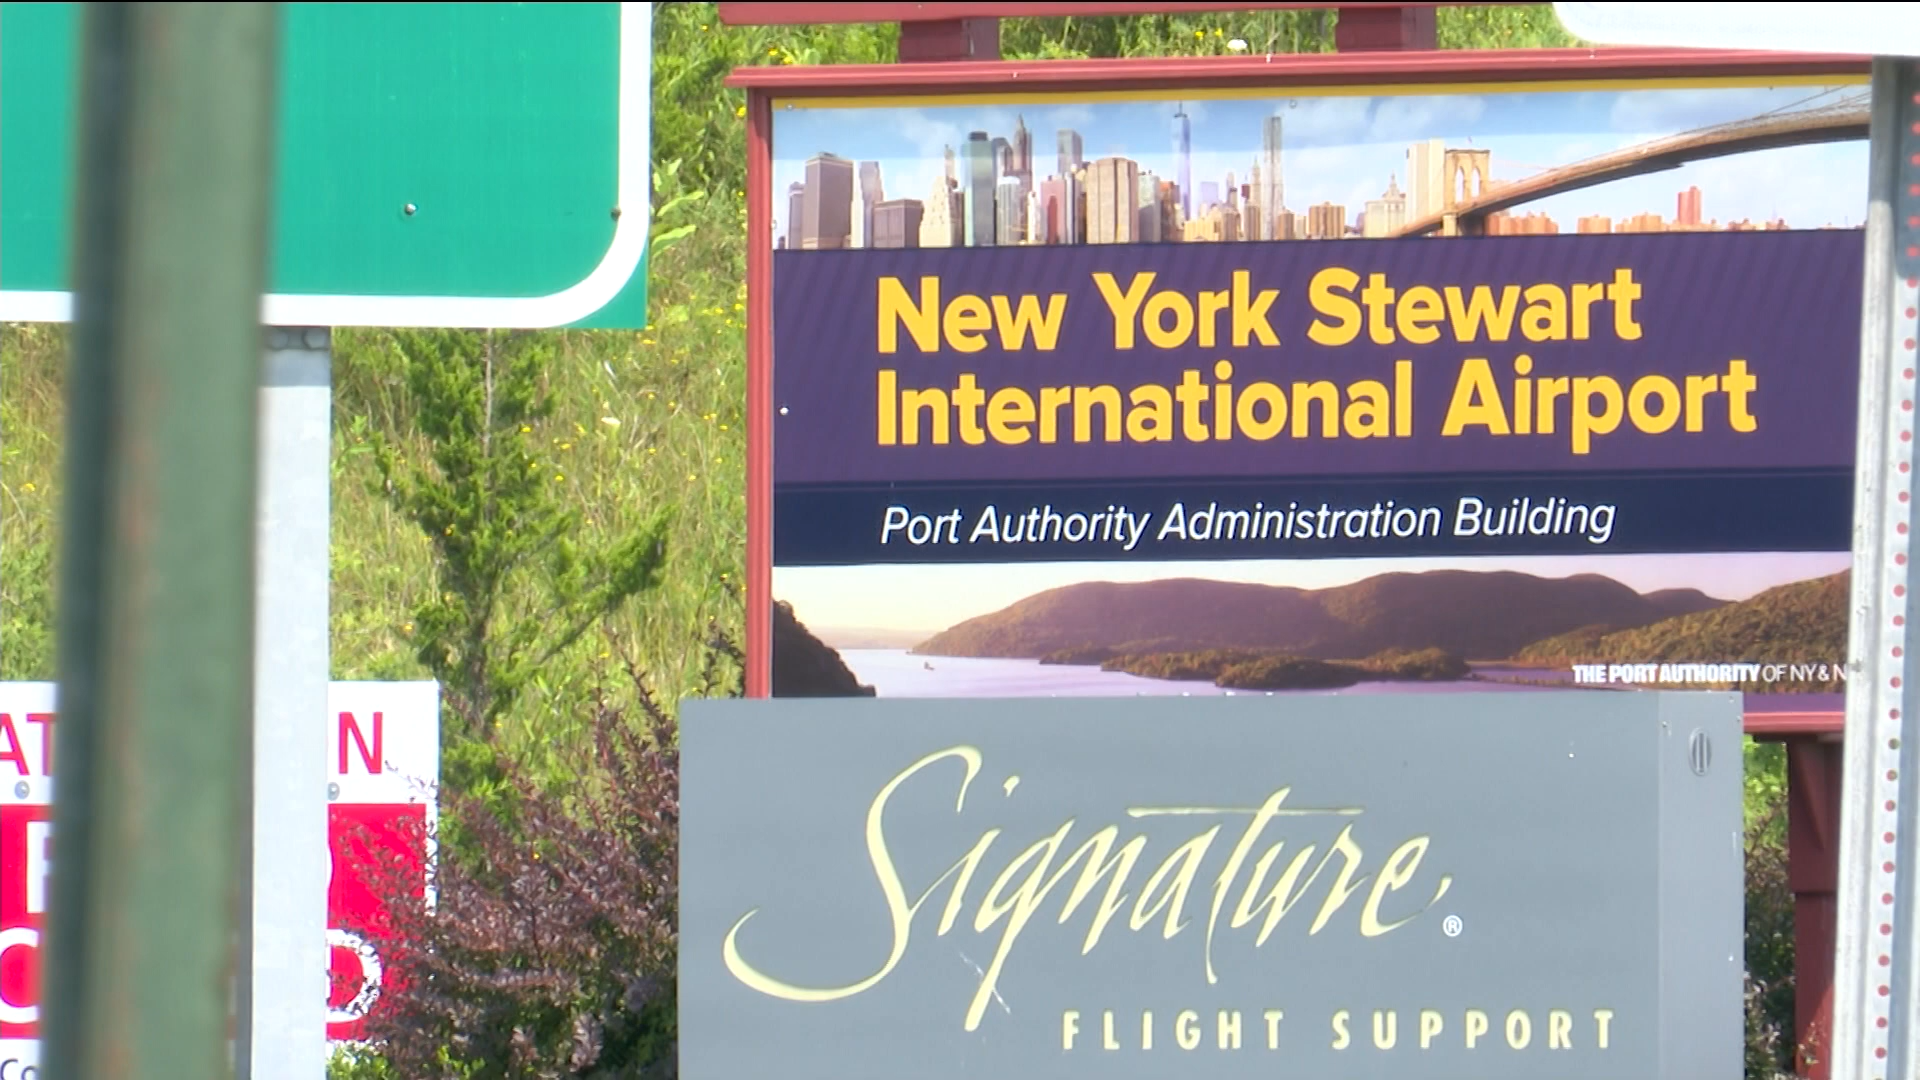 New York Stewart
International Airport
Port Authority Administration Building
THE PORT AUTHORITY OF NY & N
Signature®
FLIGHT SUPPORT
N